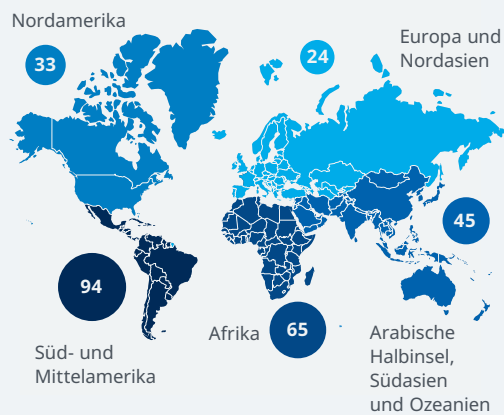 Nordamerika
33
24
Europa und
Nordasien
45
94
Süd- und
Mittelamerika
Afrika
65
Arabische
Halbinsel,
Südasien
und Ozeanien